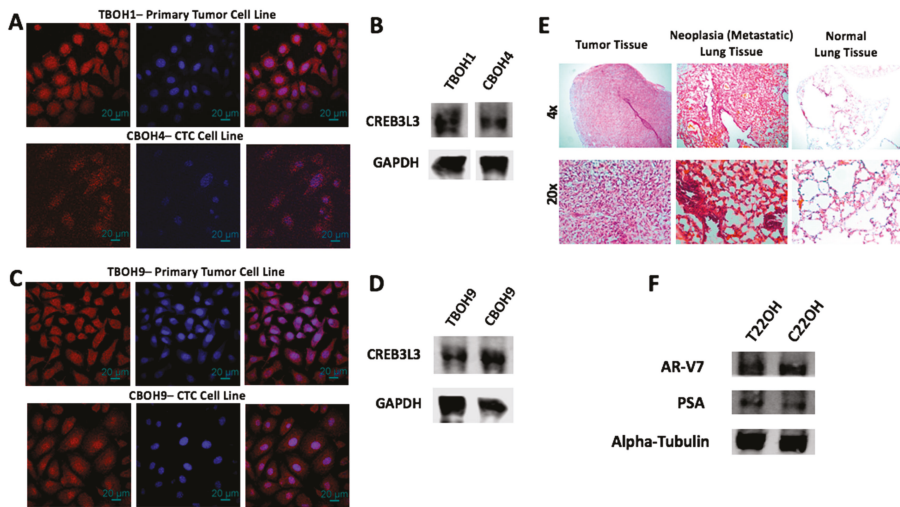 A
TBOH1– Primary Tumor Cell Line
20 µm
20 µm
20 µm
CBOH4– CTC Cell Line
20 µm
20 µm
20 µm
B
TBOH1
CBOH4
CREB3L3
GAPDH
C
TBOH9– Primary Tumor Cell Line
20 µm
20 µm
20 µm
CBOH9– CTC Cell Line
20 µm
20 µm
20 µm
D
TBOH9
CBOH9
CREB3L3
GAPDH
E
Tumor Tissue
Neoplasia (Metastatic)
Lung Tissue
Normal
Lung Tissue
4x
20x
F
T22OH
C22OH
AR-V7
PSA
Alpha-Tubulin